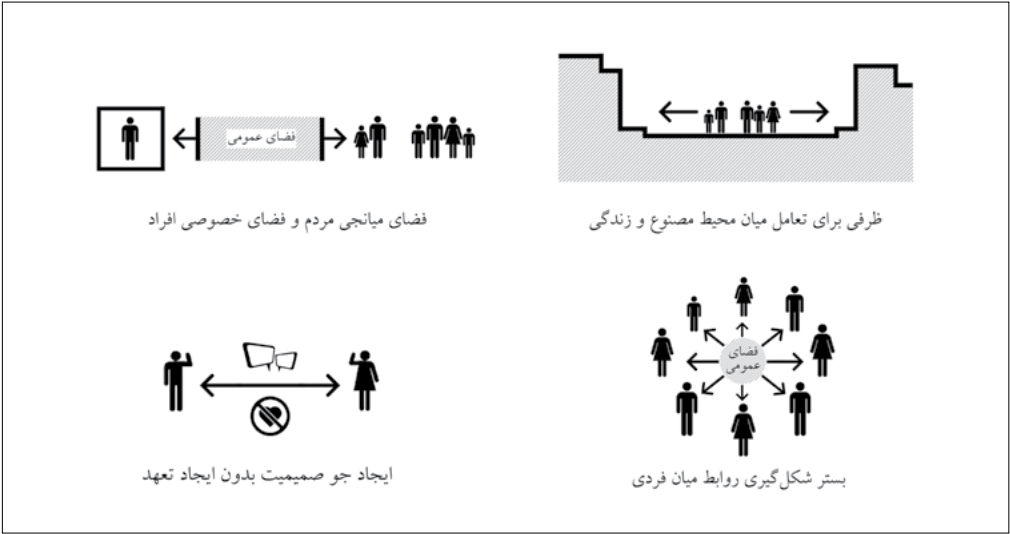 ظرفی برای تعامل میان محیط مصنوع و زندگی
فضای عمومی
فضای میانجی مردم و فضای خصوصی افراد
فضای
عمومی
بستر شکل‌گیری روابط میان فردی
ایجاد جو صمیمیت بدون ایجاد تعهد